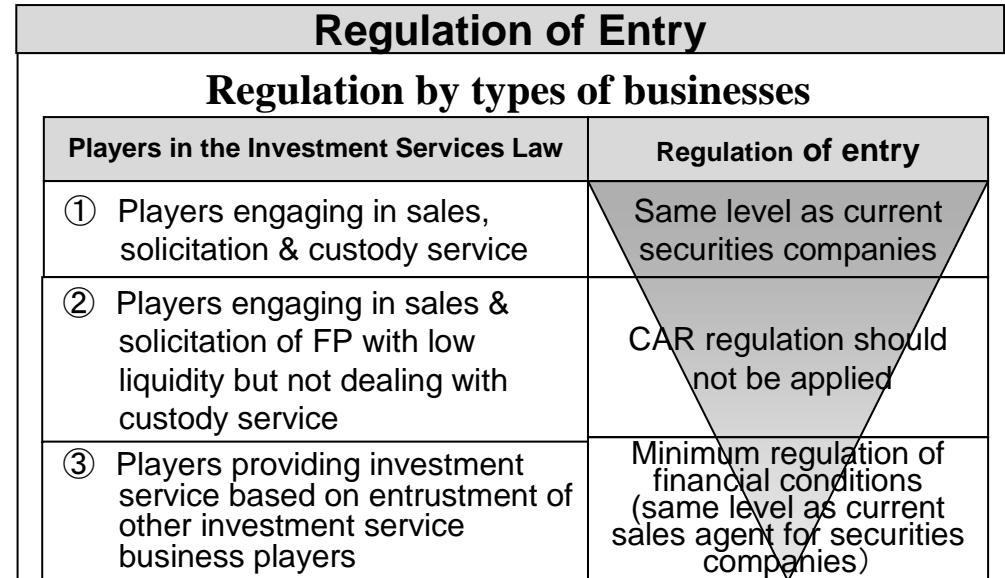 Regulation of Entry
Regulation by types of businesses
Players in the Investment Services Law
Regulation of entry
① Players engaging in sales,
solicitation & custody service
Same level as current
securities companies
② Players engaging in sales &
solicitation of FP with low
liquidity but not dealing with
custody service
CAR regulation should
not be applied
③ Players providing investment
service based on entrustment of
other investment service
business players
Minimum regulation of
financial conditions
(same level as current
sales agent for securities
companies）